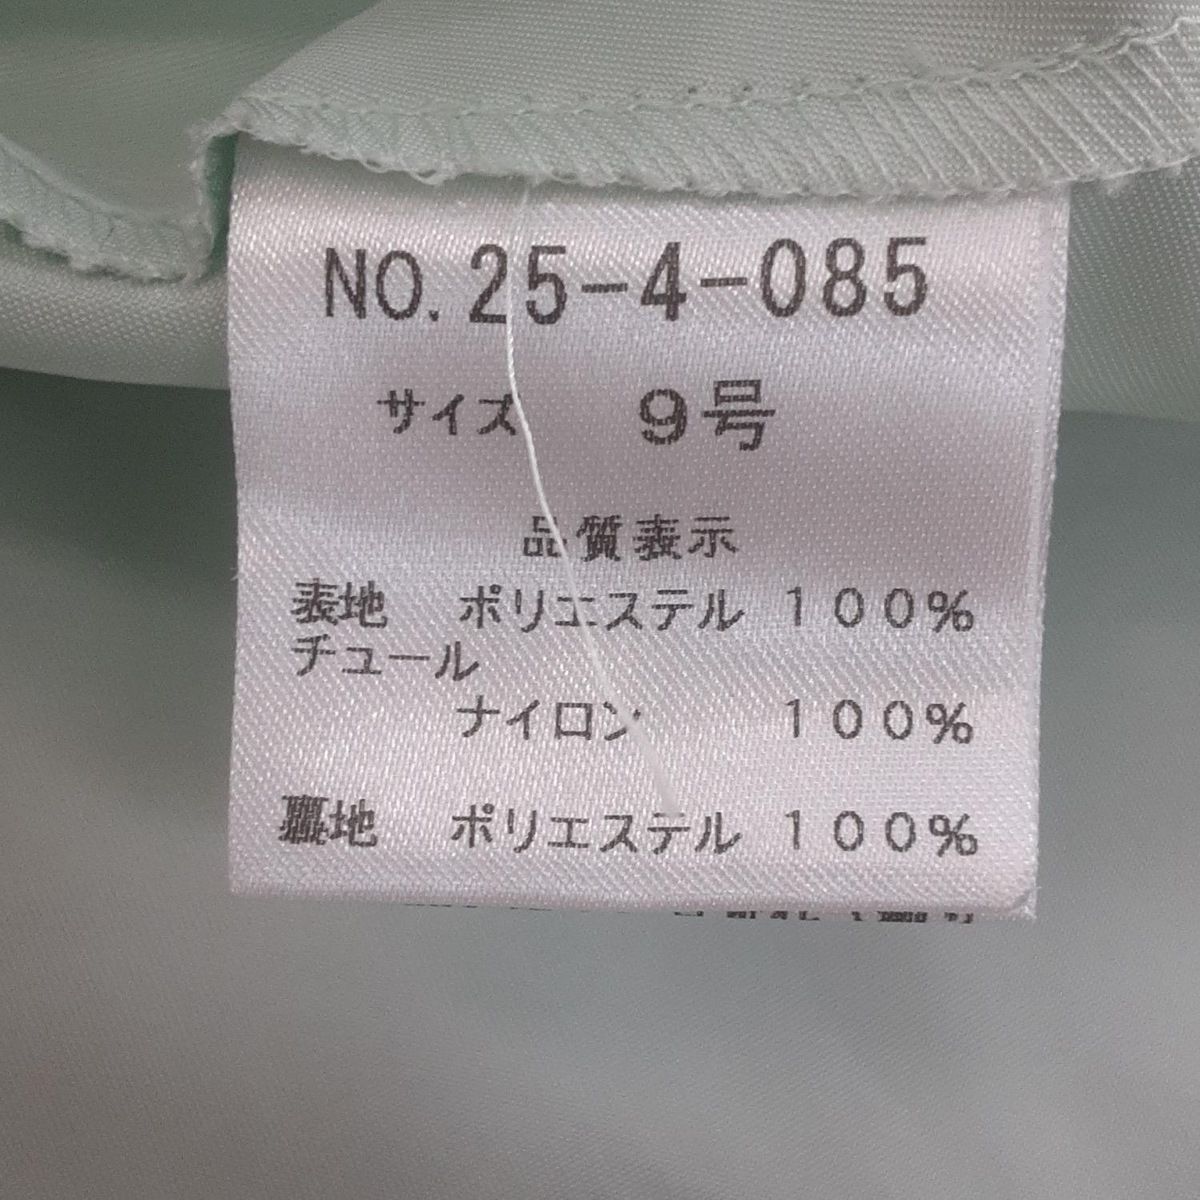 NO. 25-4-085
サイズ　9号
品質表示
表地　ポリエステル　100%
チュール
ナイロン　100%
裏地　ポリエステル　100%